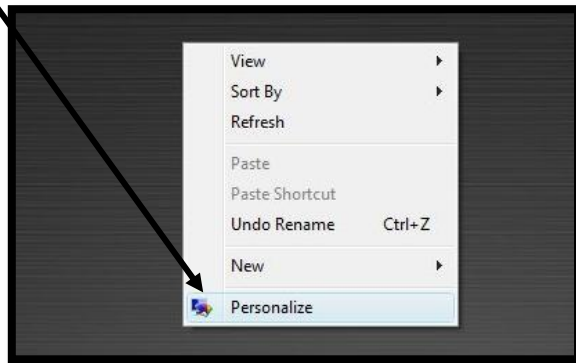 View
Sort By
Refresh
Paste
Paste Shortcut
Undo Rename Ctrl+Z
New
Personalize